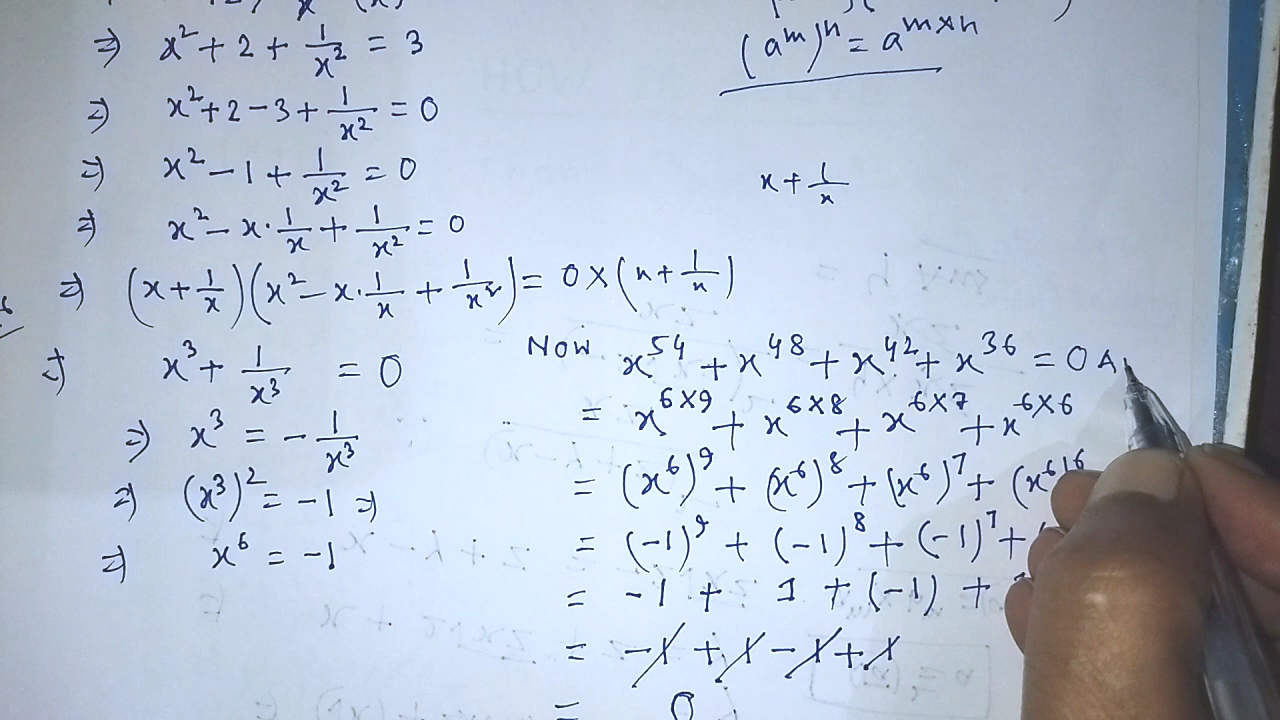 ⇒ x² + 2 + 1/x² = 3
(aᵐ)ⁿ = aᵐˣⁿ
⇒ x² + 2 - 3 + 1/x² = 0
⇒ x² - 1 + 1/x² = 0
x + 1/x
⇒ x² - x · 1/x + 1/x² = 0
⇒ (x + 1/x)(x² - x · 1/x + 1/x²) = 0 × (x + 1/x)
⇒ x³ + 1/x³ = 0
⇒ x³ = - 1/x³
⇒ (x³)² = -1 ⇒
⇒ x⁶ = -1
Now x⁵⁴ + x⁴⁸ + x⁴² + x³⁶ = 0 A
= x⁶ˣ⁹ + x⁶ˣ⁸ + x⁶ˣ⁷ + x⁶ˣ⁶
= (x⁶)⁹ + (x⁶)⁸ + (x⁶)⁷ + (x⁶)⁶
= (-1)⁹ + (-1)⁸ + (-1)⁷ + (
= -1 + 1 + (-1) +
= -1 + 1 - 1 + 1
= 0